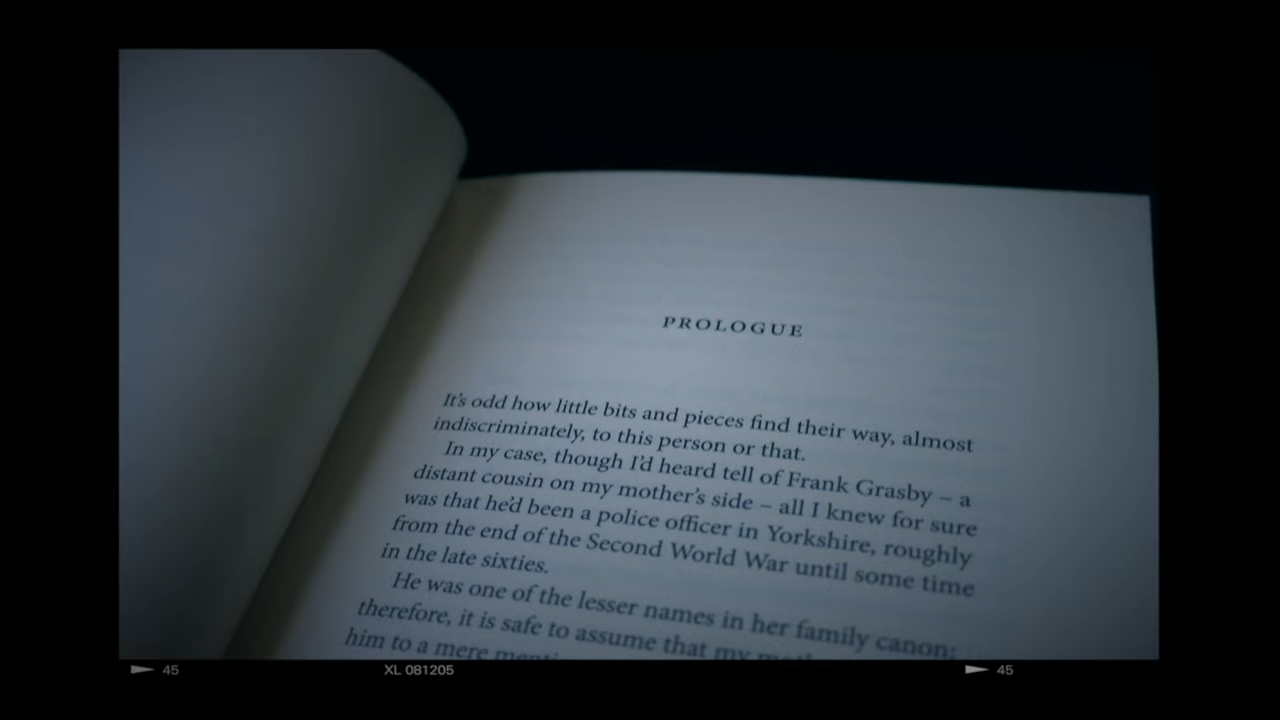 PROLOGUE
It's odd how little bits and pieces find their way, almost
indiscriminately, to this person or that.
In my case, though I'd heard tell of Frank Grasby – a
distant cousin on my mother's side – all I knew for sure
was that he'd been a police officer in Yorkshire, roughly
from the end of the Second World War until some time
in the late sixties.
He was one of the lesser names in her family canon;
therefore, it is safe to assume that my
him to a mere
45
XL 081205
45